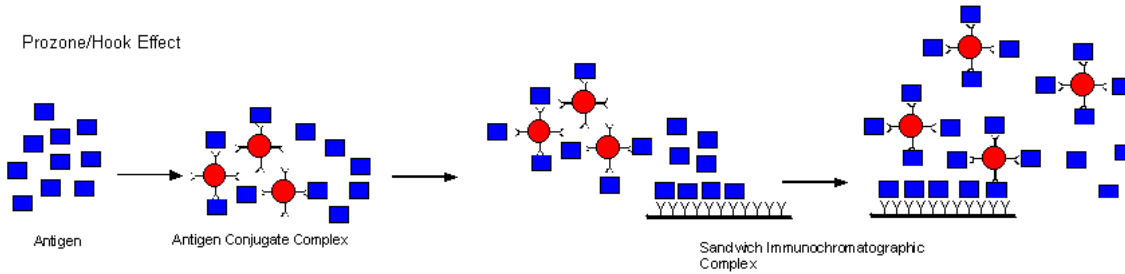 Prozone/Hook Effect
Antigen
Antigen Conjugate Complex
Sandwich Immunochromatographic
Complex